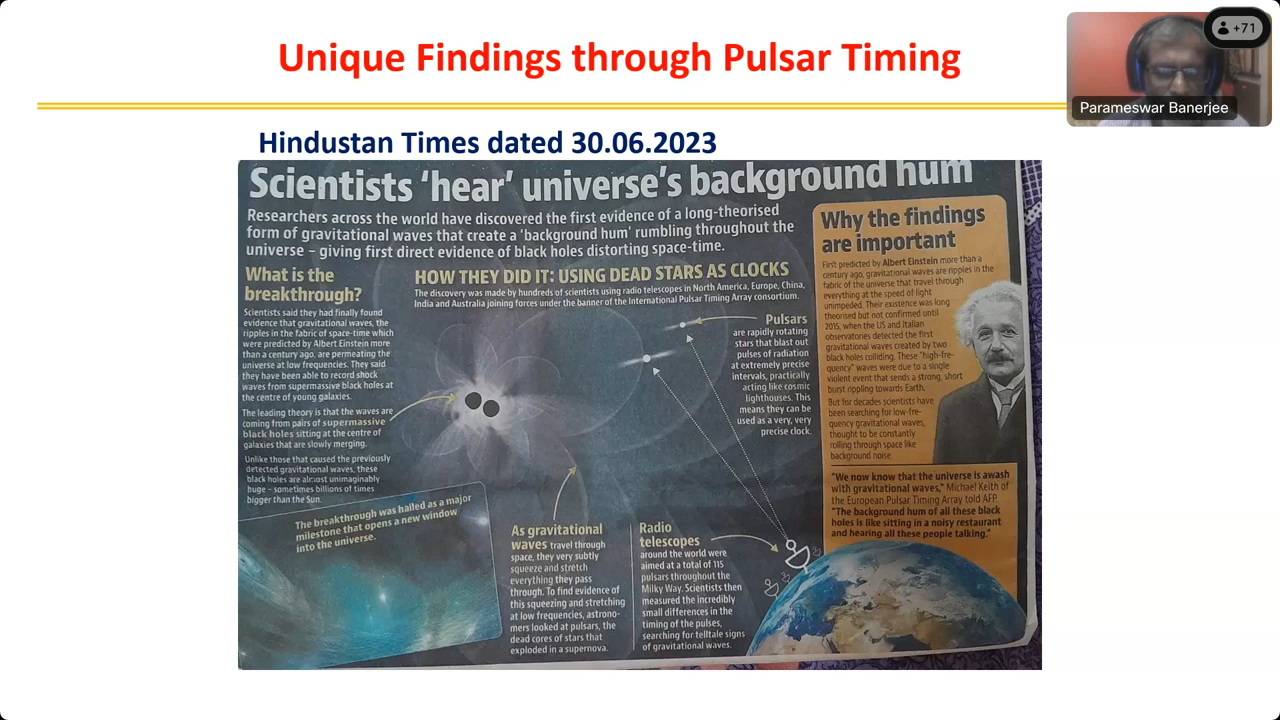 Unique Findings through Pulsar Timing
+71
Parameswar Banerjee
Hindustan Times dated 30.06.2023
Scientists ‘hear’ universe’s background hum
Researchers across the world have discovered the first evidence of a long-theorised
form of gravitational waves that create a ‘background hum’ rumbling throughout the
universe – giving first direct evidence of black holes distorting space-time.
What is the
breakthrough?
Scientists said they had finally found
evidence that gravitational waves, the
ripples in the fabric of space-time which
were predicted by Albert Einstein more
than a century ago, are permeating the
universe at low frequencies. They said
they have been able to record shock
waves from supermassive black holes at
the centre of young galaxies.
The leading theory is that the waves are
coming from pairs of supermassive
black holes sitting at the centre of
galaxies that are slowly merging.
Unlike those that caused the previously
detected gravitational waves, these
black holes are almost unimaginably
huge – sometimes billions of times
bigger than the Sun.
The breakthrough was hailed as a major
milestone that opens a new window
into the universe.
HOW THEY DID IT: USING DEAD STARS AS CLOCKS
The discovery was made by hundreds of scientists using radio telescopes in North America, Europe, China,
India and Australia joining forces under the banner of the International Pulsar Timing Array consortium.
Pulsars
are rapidly rotating
stars that blast out
pulses of radiation
at extremely precise
intervals, practically
acting like cosmic
lighthouses. This
means they can be
used as a very, very
precise clock.
As gravitational
waves travel through
space, they very subtly
squeeze and stretch
everything they pass
through. To find evidence of
this squeezing and stretching
at low frequencies, astrono-
mers looked at pulsars, the
dead cores of stars that
exploded in a supernova.
Radio
telescopes
around the world were
aimed at a total of 115
pulsars throughout the
Milky Way. Scientists then
measured the incredibly
small differences in the
timing of the pulses,
searching for telltale signs
of gravitational waves.
Why the findings
are important
First predicted by Albert Einstein more than a
century ago, gravitational waves are ripples in the
fabric of the universe that travel through
everything at the speed of light
unimpeded. Their existence was long
theorised but not confirmed until
2015, when the US and Italian
observatories detected the first
gravitational waves created by two
black holes colliding. These “high-fre-
quency” waves were due to a single
violent event that sends a strong, short
burst rippling towards Earth.
But for decades scientists have
been searching for low-fre-
quency gravitational waves,
thought to be constantly
rolling through space like
background noise.
“We now know that the universe is awash
with gravitational waves,” Michael Keith of
the European Pulsar Timing Array told AFP.
“The background hum of all these black
holes is like sitting in a noisy restaurant
and hearing all these people talking.”